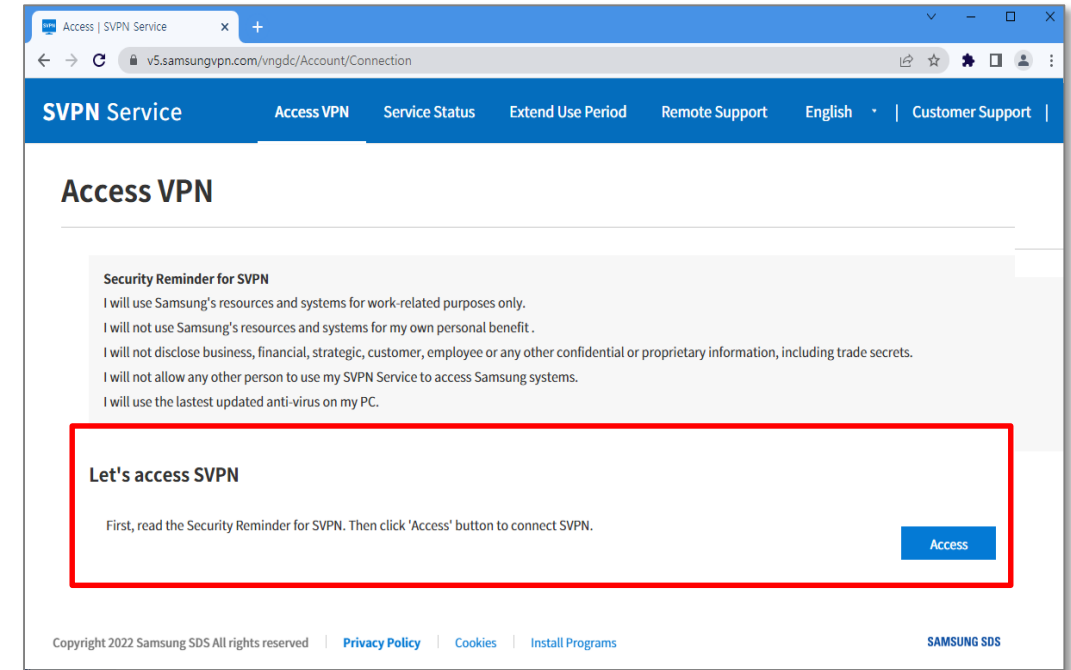 SVPN
Access | SVPN Service
v5.samsungvpn.com/vngdc/Account/Connection
SVPN Service
Access VPN
Service Status
Extend Use Period
Remote Support
English
Customer Support
Access VPN
Security Reminder for SVPN
I will use Samsung's resources and systems for work-related purposes only.
I will not use Samsung's resources and systems for my own personal benefit .
I will not disclose business, financial, strategic, customer, employee or any other confidential or proprietary information, including trade secrets.
I will not allow any other person to use my SVPN Service to access Samsung systems.
I will use the lastest updated anti-virus on my PC.
Let's access SVPN
First, read the Security Reminder for SVPN. Then click 'Access' button to connect SVPN.
Access
Copyright 2022 Samsung SDS All rights reserved
Privacy Policy
Cookies
Install Programs
SAMSUNG SDS